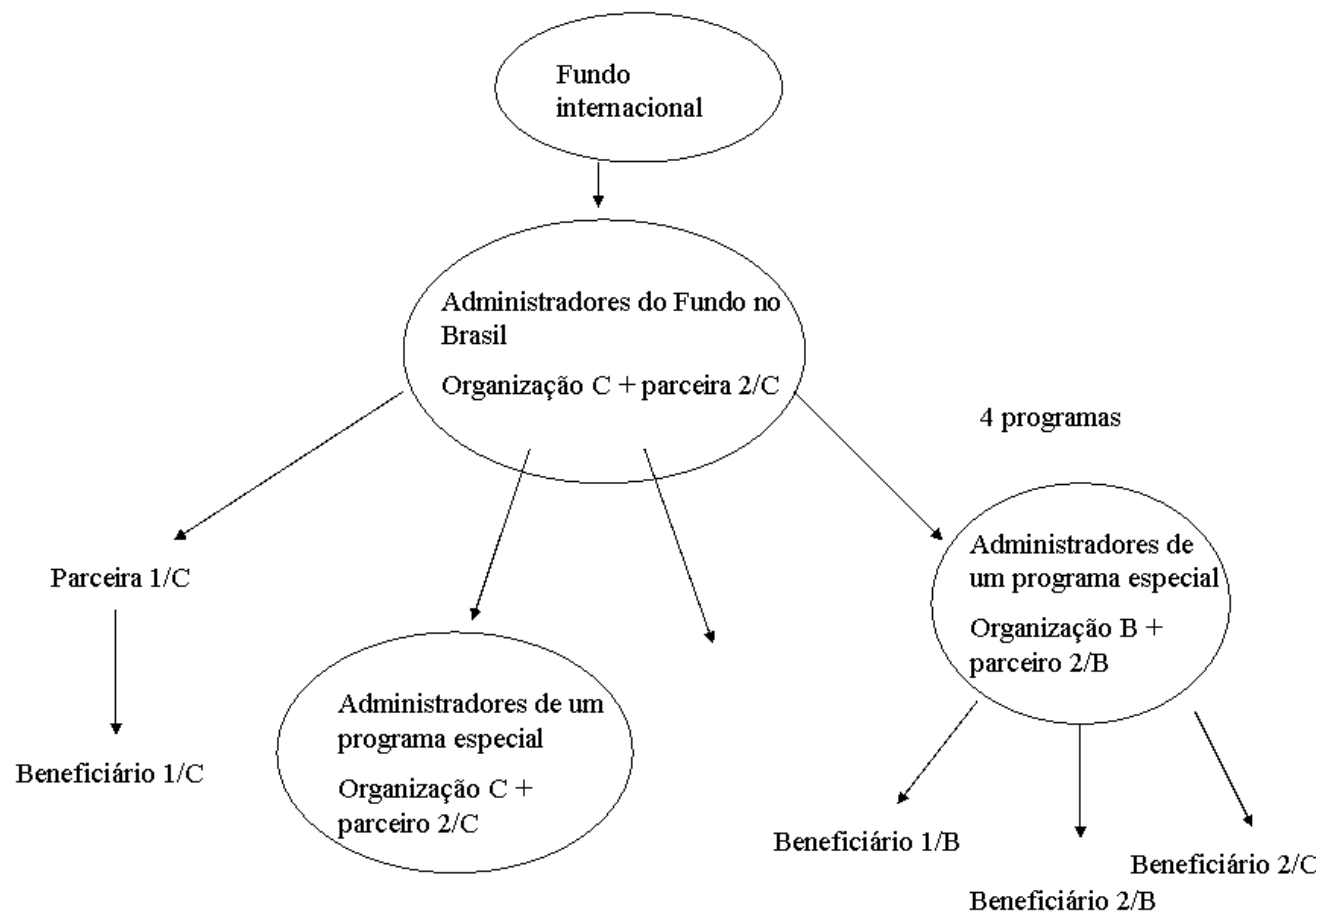 Fundo
internacional
Administradores do Fundo no
Brasil
Organização C + parceira 2/C
4 programas
Administradores de
um programa especial
Organização B +
parceiro 2/B
Parceira 1/C
Administradores de um
programa especial
Organização C +
parceiro 2/C
Beneficiário 1/C
Beneficiário 1/B
Beneficiário 2/C
Beneficiário 2/B